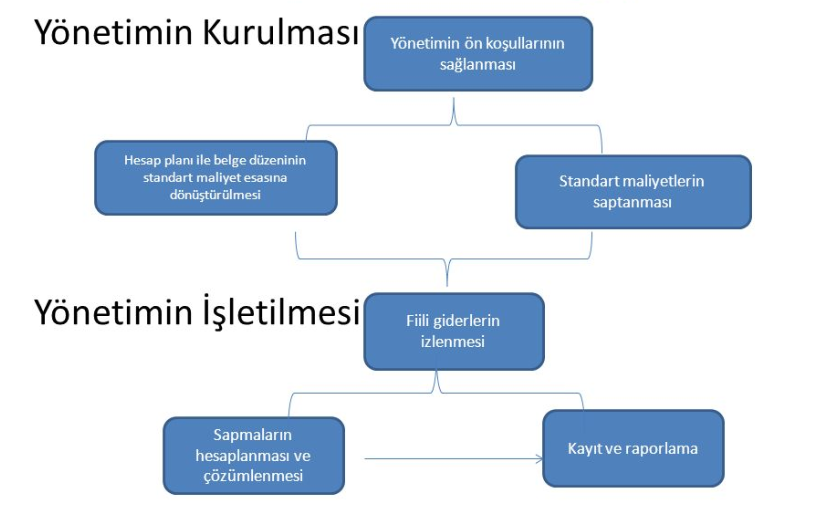 Yönetimin Kurulması
Yönetimin ön koşullarının
sağlanması
Hesap planı ile belge düzeninin
standart maliyet esasına
dönüştürülmesi
Standart maliyetlerin
saptanması
Yönetimin İşletilmesi
Fiili giderlerin
izlenmesi
Sapmaların
hesaplanması ve
çözümlenmesi
Kayıt ve raporlama